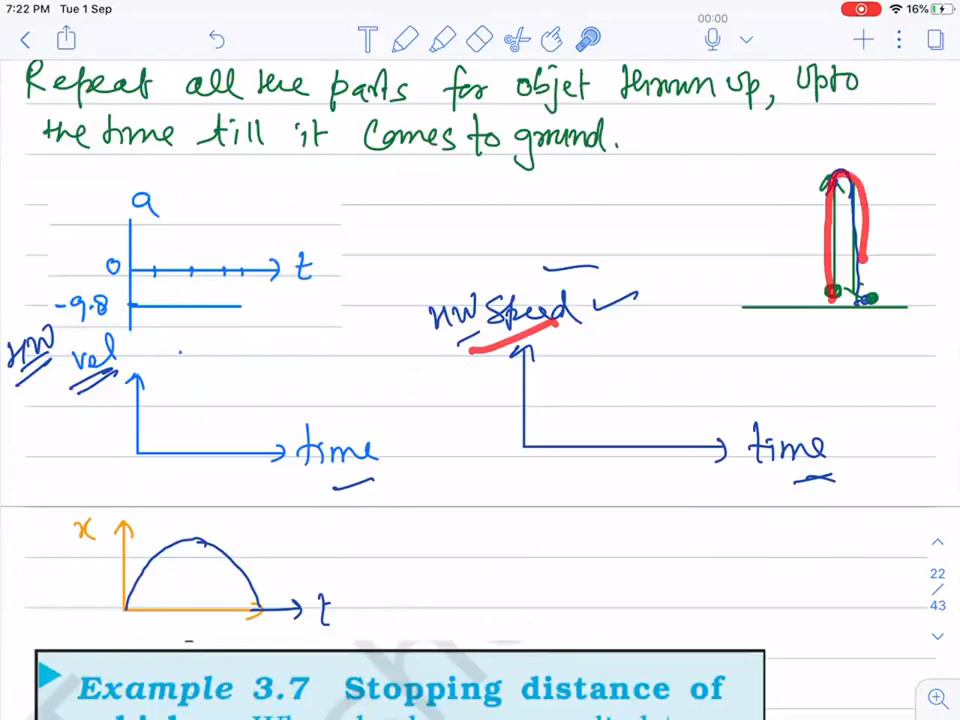 7:22 PM Tue 1 Sep
16%
00:00
T
Repeat all the parts for objet thrown up, upto
the time till it comes to ground.
a
0
t
-9.8
HW
vel
time
HW Speed
time
x
t
22
/
43
Example 3.7 Stopping distance of